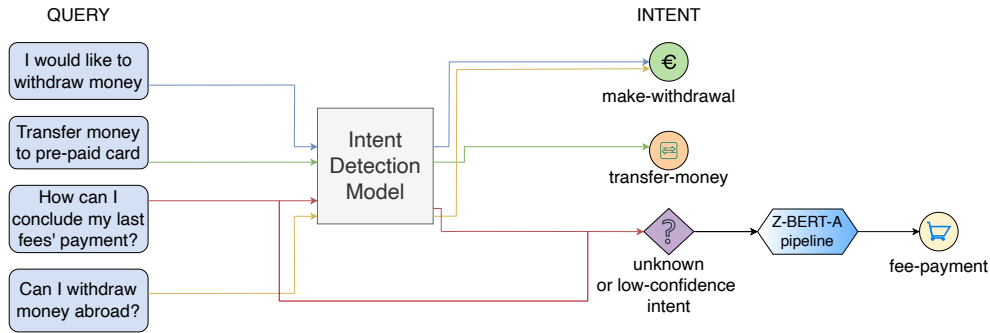 QUERY
INTENT
I would like to
withdraw money
Transfer money
to pre-paid card
How can I
conclude my last
fees' payment?
Can I withdraw
money abroad?
Intent
Detection
Model
€
make-withdrawal
transfer-money
?
unknown
or low-confidence
intent
Z-BERT-A
pipeline
fee-payment